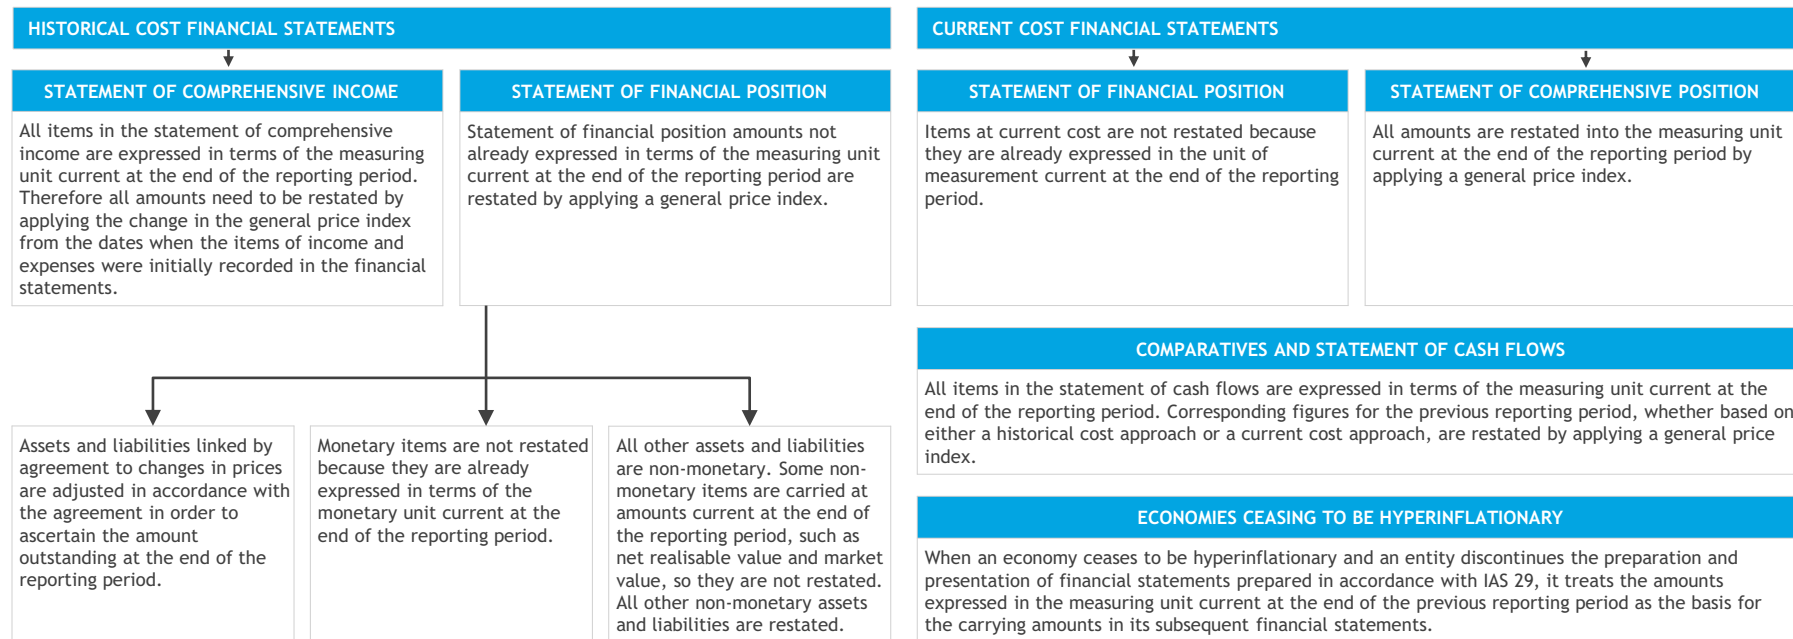 HISTORICAL COST FINANCIAL STATEMENTS
STATEMENT OF COMPREHENSIVE INCOME
All items in the statement of comprehensive
income are expressed in terms of the measuring
unit current at the end of the reporting period.
Therefore all amounts need to be restated by
applying the change in the general price index
from the dates when the items of income and
expenses were initially recorded in the financial
statements.
STATEMENT OF FINANCIAL POSITION
Statement of financial position amounts not
already expressed in terms of the measuring unit
current at the end of the reporting period are
restated by applying a general price index.
Assets and liabilities linked by
agreement to changes in prices
are adjusted in accordance with
the agreement in order to
ascertain the amount
outstanding at the end of the
reporting period.
Monetary items are not restated
because they are already
expressed in terms of the
monetary unit current at the
end of the reporting period.
All other assets and liabilities
are non-monetary. Some non-
monetary items are carried at
amounts current at the end of
the reporting period, such as
net realisable value and market
value, so they are not restated.
All other non-monetary assets
and liabilities are restated.
CURRENT COST FINANCIAL STATEMENTS
STATEMENT OF FINANCIAL POSITION
Items at current cost are not restated because
they are already expressed in the unit of
measurement current at the end of the reporting
period.
STATEMENT OF COMPREHENSIVE POSITION
All amounts are restated into the measuring unit
current at the end of the reporting period by
applying a general price index.
COMPARATIVES AND STATEMENT OF CASH FLOWS
All items in the statement of cash flows are expressed in terms of the measuring unit current at the
end of the reporting period. Corresponding figures for the previous reporting period, whether based on
either a historical cost approach or a current cost approach, are restated by applying a general price
index.
ECONOMIES CEASING TO BE HYPERINFLATIONARY
When an economy ceases to be hyperinflationary and an entity discontinues the preparation and
presentation of financial statements prepared in accordance with IAS 29, it treats the amounts
expressed in the measuring unit current at the end of the previous reporting period as the basis for
the carrying amounts in its subsequent financial statements.